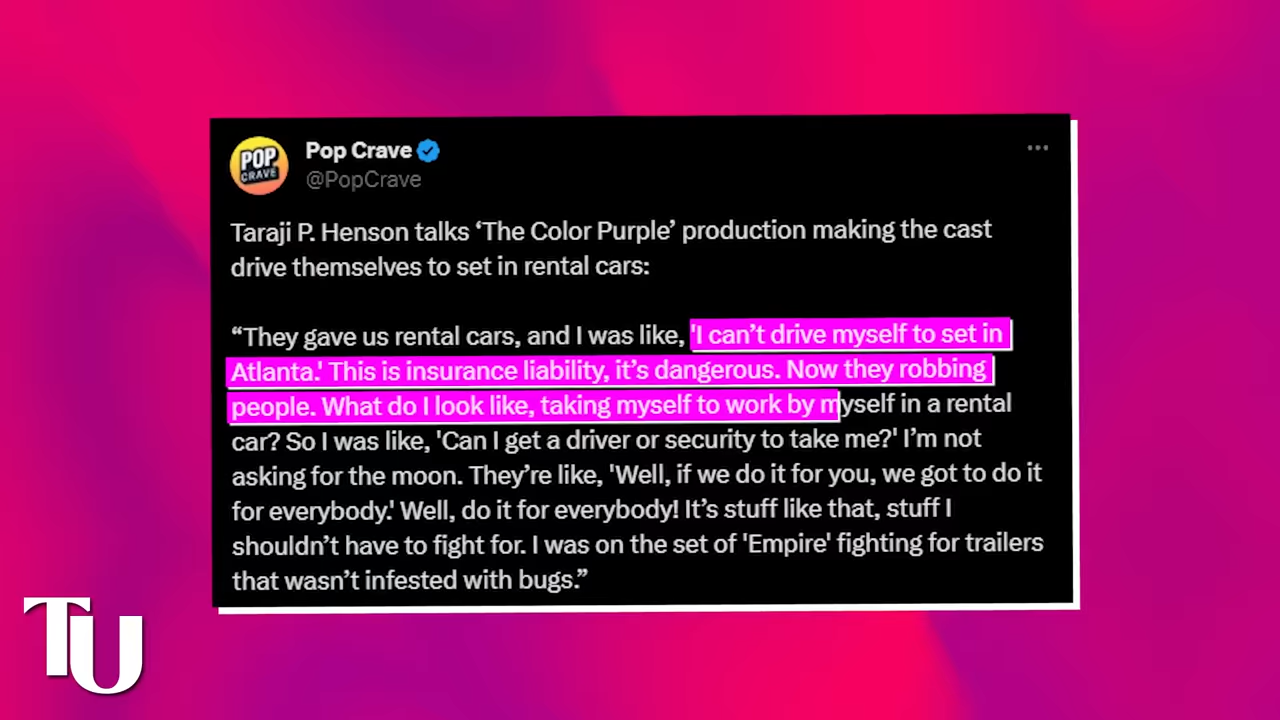 POP CRAVE
Pop Crave
@PopCrave
Taraji P. Henson talks ‘The Color Purple’ production making the cast
drive themselves to set in rental cars:
“They gave us rental cars, and I was like, 'I can’t drive myself to set in
Atlanta.' This is insurance liability, it’s dangerous. Now they robbing
people. What do I look like, taking myself to work by myself in a rental
car? So I was like, 'Can I get a driver or security to take me?' I’m not
asking for the moon. They’re like, 'Well, if we do it for you, we got to do it
for everybody.' Well, do it for everybody! It’s stuff like that, stuff I
shouldn’t have to fight for. I was on the set of 'Empire' fighting for trailers
that wasn’t infested with bugs.”
TU